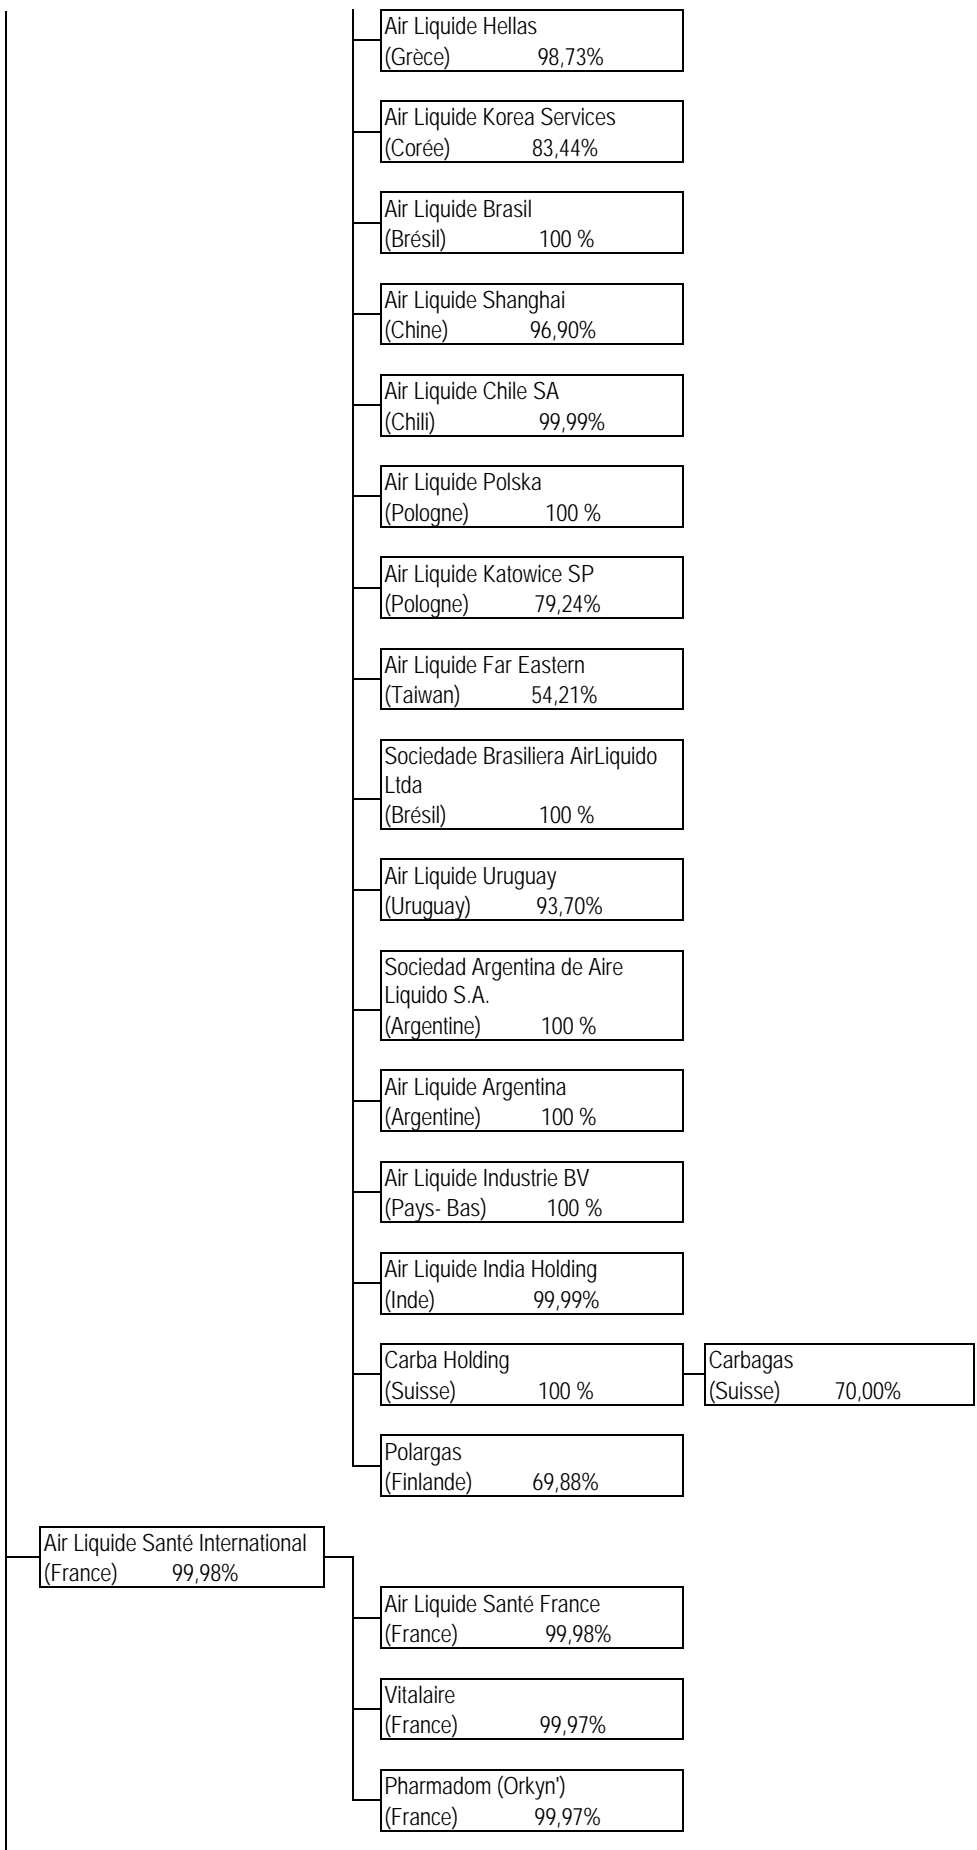 Air Liquide Hellas
(Grèce) 98,73%
Air Liquide Korea Services
(Corée) 83,44%
Air Liquide Brasil
(Brésil) 100 %
Air Liquide Shanghai
(Chine) 96,90%
Air Liquide Chile SA
(Chili) 99,99%
Air Liquide Polska
(Pologne) 100 %
Air Liquide Katowice SP
(Pologne) 79,24%
Air Liquide Far Eastern
(Taiwan) 54,21%
Sociedade Brasiliera AirLiquido
Ltda
(Brésil) 100 %
Air Liquide Uruguay
(Uruguay) 93,70%
Sociedad Argentina de Aire
Liquido S.A.
(Argentine) 100 %
Air Liquide Argentina
(Argentine) 100 %
Air Liquide Industrie BV
(Pays- Bas) 100 %
Air Liquide India Holding
(Inde) 99,99%
Carba Holding
(Suisse) 100 %
Carbagas
(Suisse) 70,00%
Polargas
(Finlande) 69,88%
Air Liquide Santé International
(France) 99,98%
Air Liquide Santé France
(France) 99,98%
Vitalaire
(France) 99,97%
Pharmadom (Orkyn')
(France) 99,97%